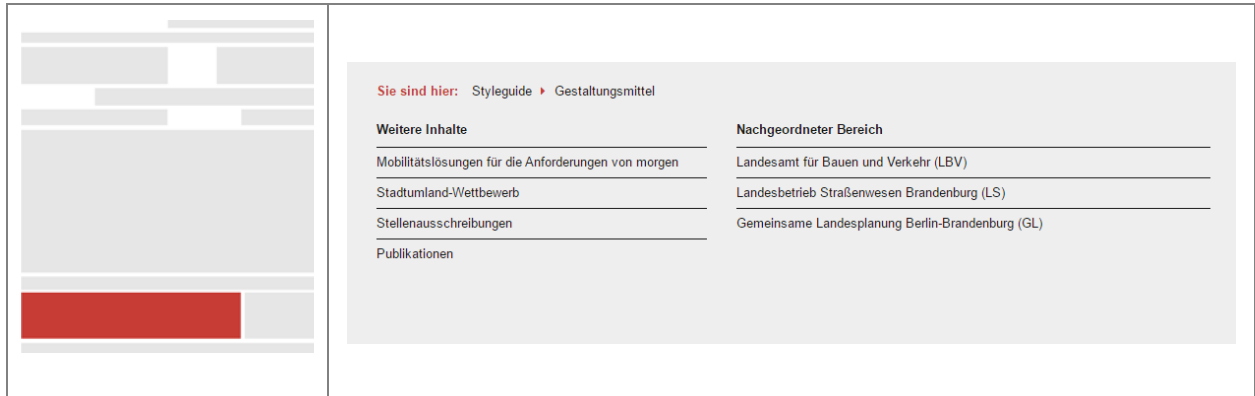 Sie sind hier: Styleguide ▸ Gestaltungsmittel
Weitere Inhalte
Mobilitätslösungen für die Anforderungen von morgen
Stadtumland-Wettbewerb
Stellenausschreibungen
Publikationen
Nachgeordneter Bereich
Landesamt für Bauen und Verkehr (LBV)
Landesbetrieb Straßenwesen Brandenburg (LS)
Gemeinsame Landesplanung Berlin-Brandenburg (GL)